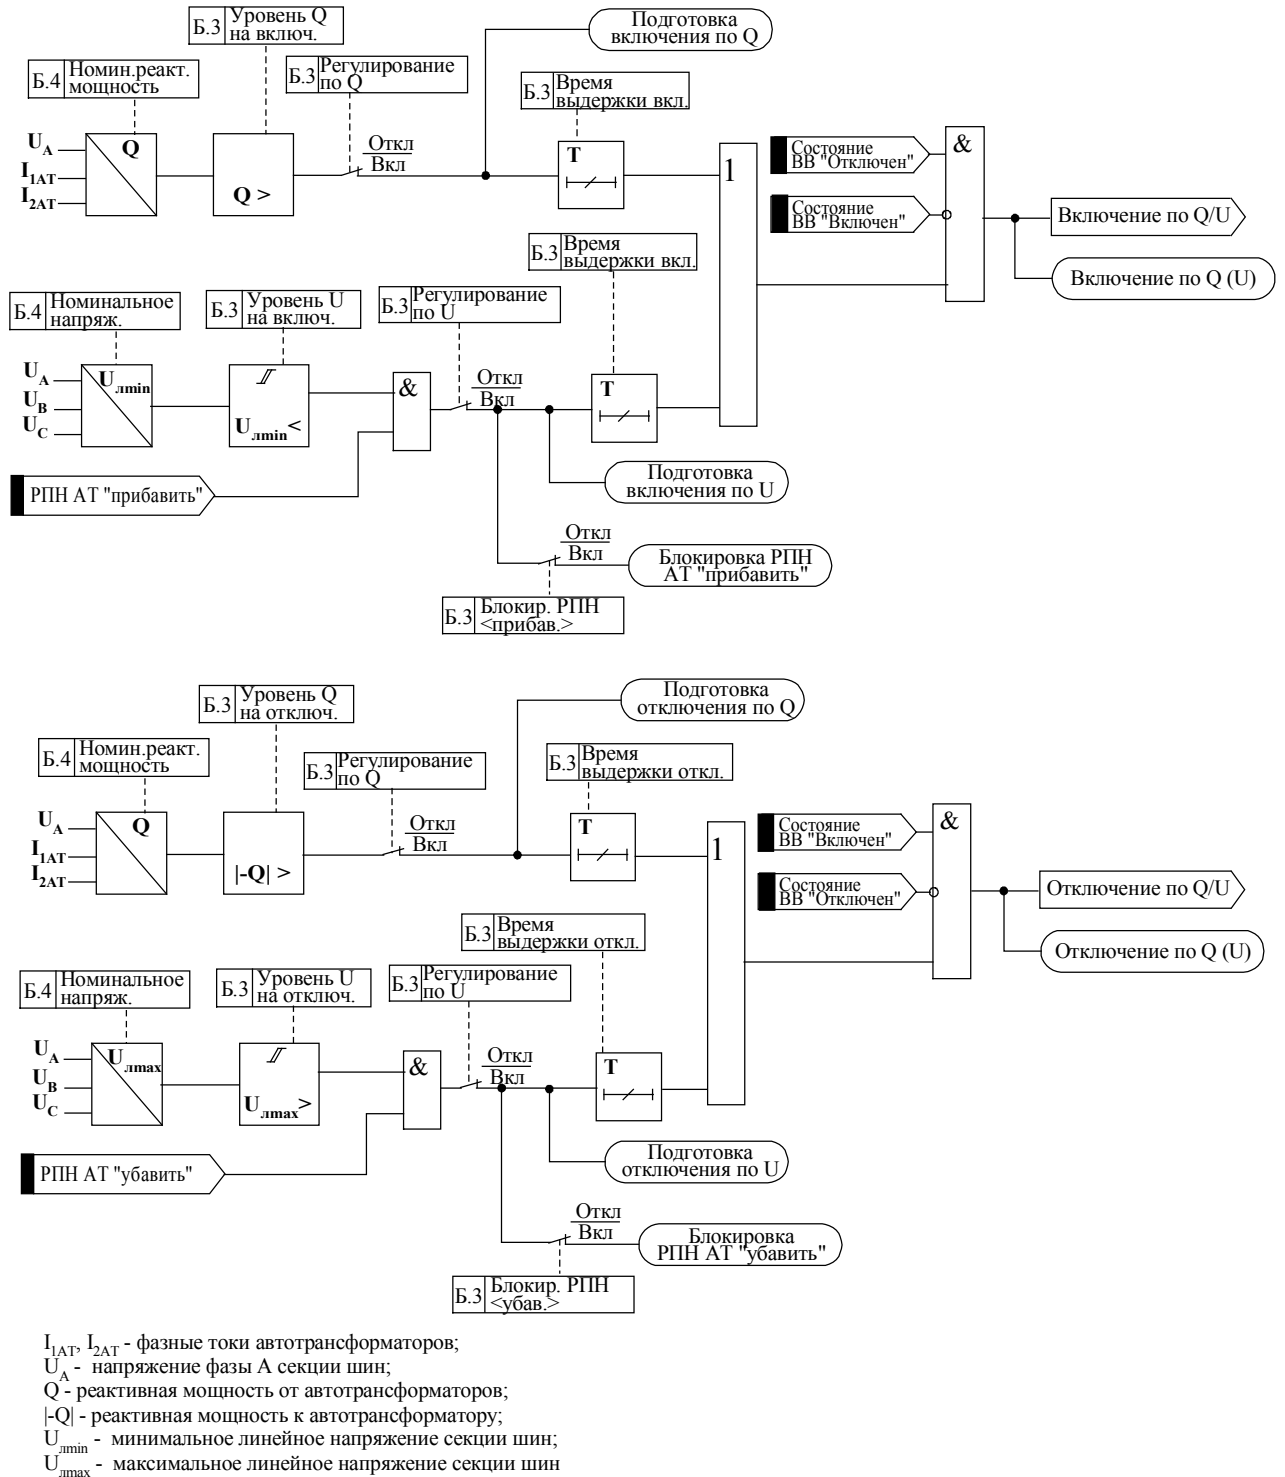 Б.3 Уровень Q
на включ.
Подготовка
включения по Q
Б.4 Номин.реакт.
мощность
Б.3 Регулирование
по Q
Б.3 Время
выдержки вкл.
U_A
I_1AT
I_2AT
Q
Q >
Откл
Вкл
T
1
Состояние
ВВ "Отключен"
&
Состояние
ВВ "Включен"
Включение по Q/U
Включение по Q (U)
Б.3 Время
выдержки вкл.
Б.4 Номинальное
напряж.
Б.3 Уровень U
на включ.
Б.3 Регулирование
по U
U_A
U_B
U_C
U_лmin
U_лmin <
&
Откл
Вкл
T
РПН АТ "прибавить"
Подготовка
включения по U
Откл
Вкл
Блокировка РПН
АТ "прибавить"
Б.3 Блокир. РПН
<прибав.>
Б.3 Уровень Q
на отключ.
Подготовка
отключения по Q
Б.4 Номин.реакт.
мощность
Б.3 Регулирование
по Q
Б.3 Время
выдержки откл.
U_A
I_1AT
I_2AT
Q
|-Q| >
Откл
Вкл
T
1
Состояние
ВВ "Включен"
&
Состояние
ВВ "Отключен"
Отключение по Q/U
Отключение по Q (U)
Б.3 Время
выдержки откл.
Б.4 Номинальное
напряж.
Б.3 Уровень U
на отключ.
Б.3 Регулирование
по U
U_A
U_B
U_C
U_лmax
U_лmax >
&
Откл
Вкл
T
РПН АТ "убавить"
Подготовка
отключения по U
Откл
Вкл
Блокировка
РПН АТ "убавить"
Б.3 Блокир. РПН
<убав.>
I_1AT, I_2AT - фазные токи автотрансформаторов;
U_A - напряжение фазы А секции шин;
Q - реактивная мощность от автотрансформаторов;
|-Q| - реактивная мощность к автотрансформатору;
U_лmin - минимальное линейное напряжение секции шин;
U_лmax - максимальное линейное напряжение секции шин